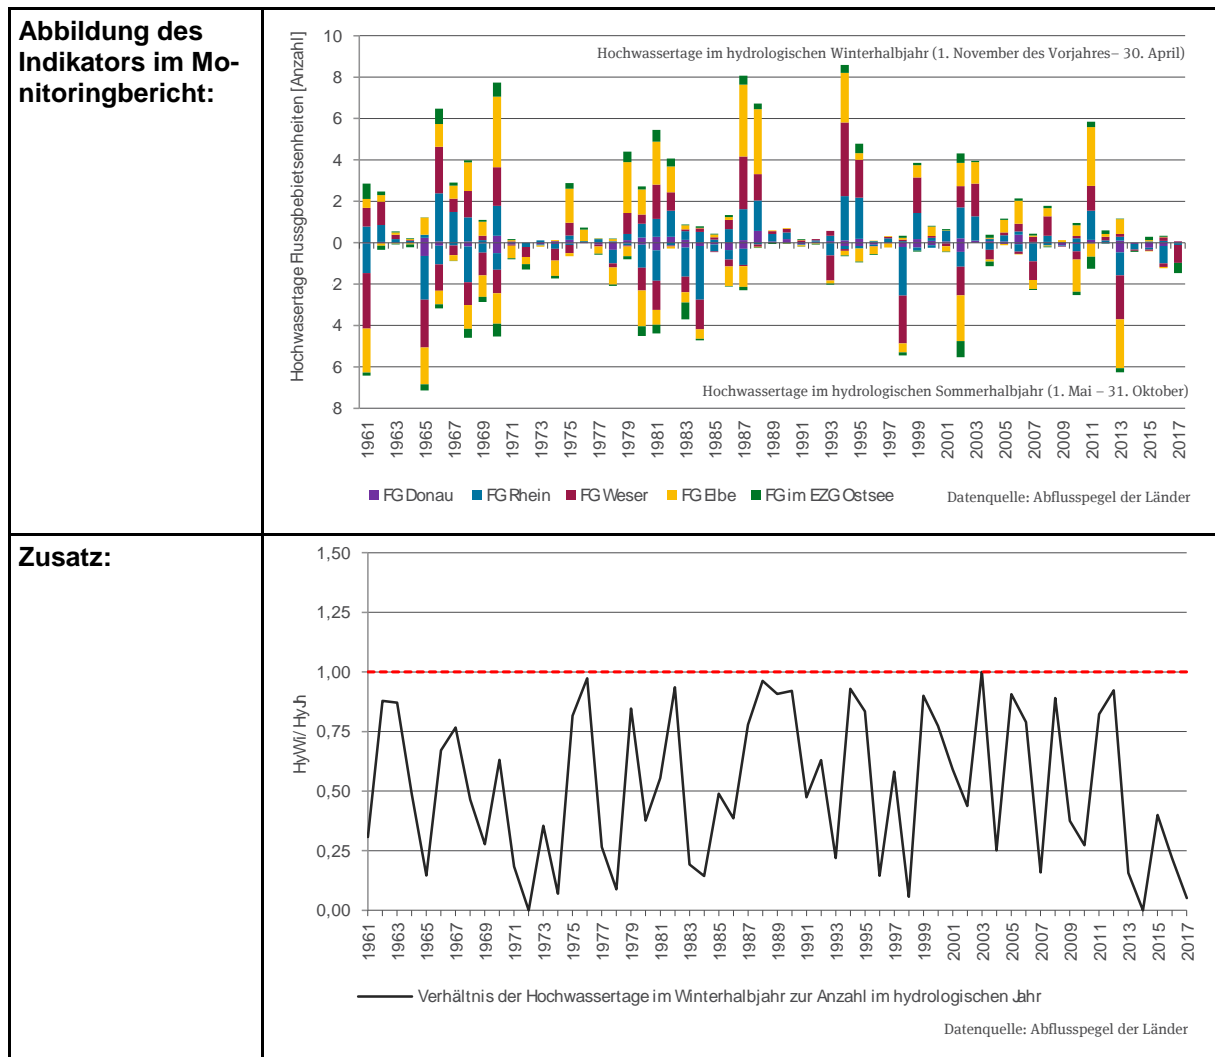 Abbildung des
Indikators im Mo-
nitoringbericht:
Hochwasertage Flussgbebietsenheiten [Anzahl]
10
8
6
4
2
0
2
4
6
8
Hochwassertage im hydrologischen Winterhalbjahr (1. November des Vorjahres– 30. April)
Hochwassertage im hydrologischen Sommerhalbjahr (1. Mai – 31. Oktober)
1961 1963 1965 1967 1969 1971 1973 1975 1977 1979 1981 1983 1985 1987 1989 1991 1993 1995 1997 1999 2001 2003 2005 2007 2009 2011 2013 2015 2017
FG Donau FG Rhein FG Weser FG Elbe FG im EZG Ostsee
Datenquelle: Abflusspegel der Länder
Zusatz:
HyWi/ HyJh
1,50
1,25
1,00
0,75
0,50
0,25
0,00
1961 1963 1965 1967 1969 1971 1973 1975 1977 1979 1981 1983 1985 1987 1989 1991 1993 1995 1997 1999 2001 2003 2005 2007 2009 2011 2013 2015 2017
Verhältnis der Hochwassertage im Winterhalbjahr zur Anzahl im hydrologischen Jahr
Datenquelle: Abflusspegel der Länder